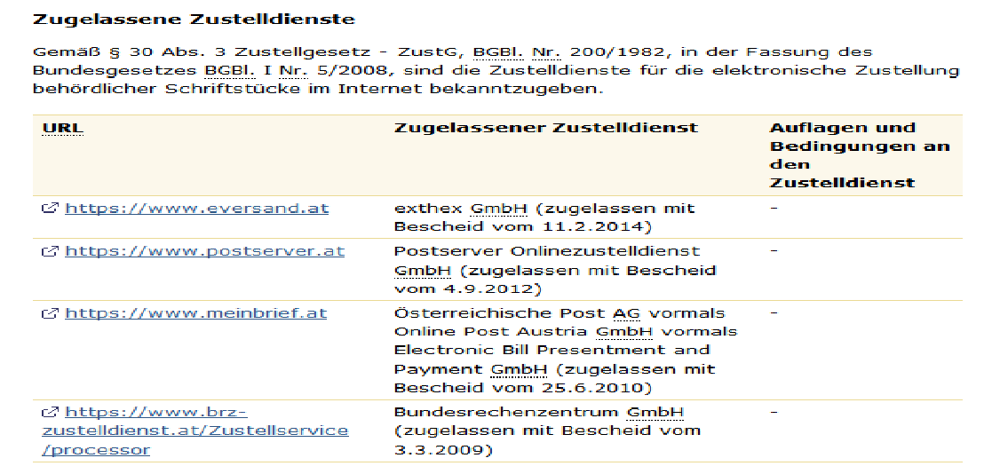 Zugelassene Zustelldienste
Gemäß § 30 Abs. 3 Zustellgesetz - ZustG, BGBl. Nr. 200/1982, in der Fassung des
Bundesgesetzes BGBl. I Nr. 5/2008, sind die Zustelldienste für die elektronische Zustellung
behördlicher Schriftstücke im Internet bekanntzugeben.
URL
Zugelassener Zustelldienst
Auflagen und
Bedingungen an
den
Zustelldienst
https://www.eversand.at
exthex GmbH (zugelassen mit
Bescheid vom 11.2.2014)
-
https://www.postserver.at
Postserver Onlinezustelldienst
GmbH (zugelassen mit Bescheid
vom 4.9.2012)
-
https://www.meinbrief.at
Österreichische Post AG vormals
Online Post Austria GmbH vormals
Electronic Bill Presentment and
Payment GmbH (zugelassen mit
Bescheid vom 25.6.2010)
-
https://www.brz-
zustelldienst.at/Zustellservice
/processor
Bundesrechenzentrum GmbH
(zugelassen mit Bescheid vom
3.3.2009)
-